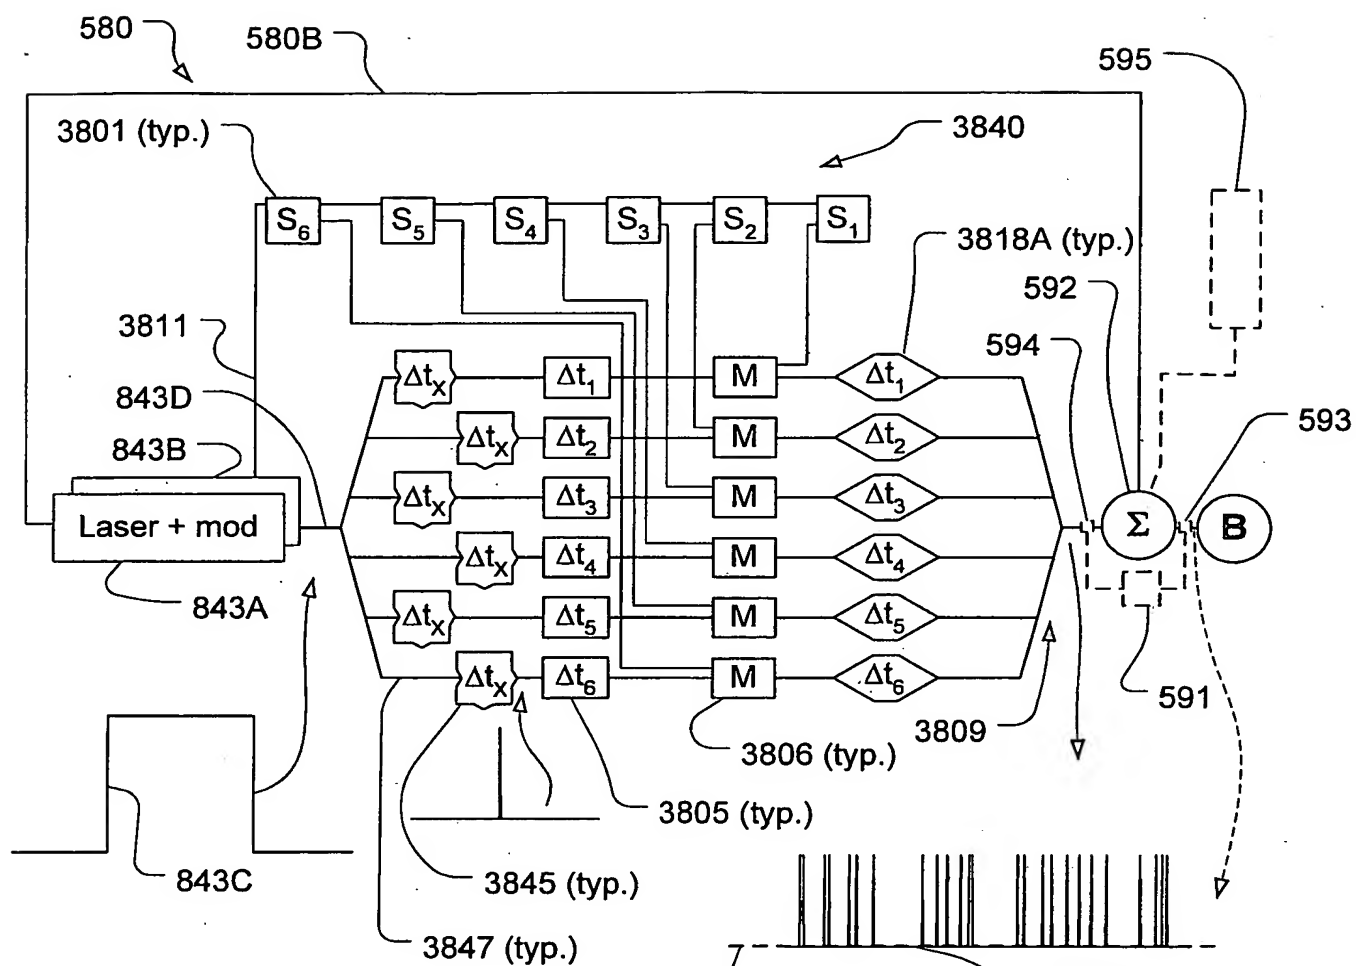 580
580B
595
3801 (typ.)
3840
S6 S5 S4 S3 S2 S1
3818A (typ.)
592
3811
594
843D
593
843B
Δtx Δt1 M Δt1
Δtx Δt2 M Δt2
Δtx Δt3 M Δt3
Laser + mod
Σ B
Δtx Δt4 M Δt4
843A
Δtx Δt5 M Δt5
591
Δtx Δt6 M Δt6
3809
3806 (typ.)
3805 (typ.)
843C
3845 (typ.)
3847 (typ.)